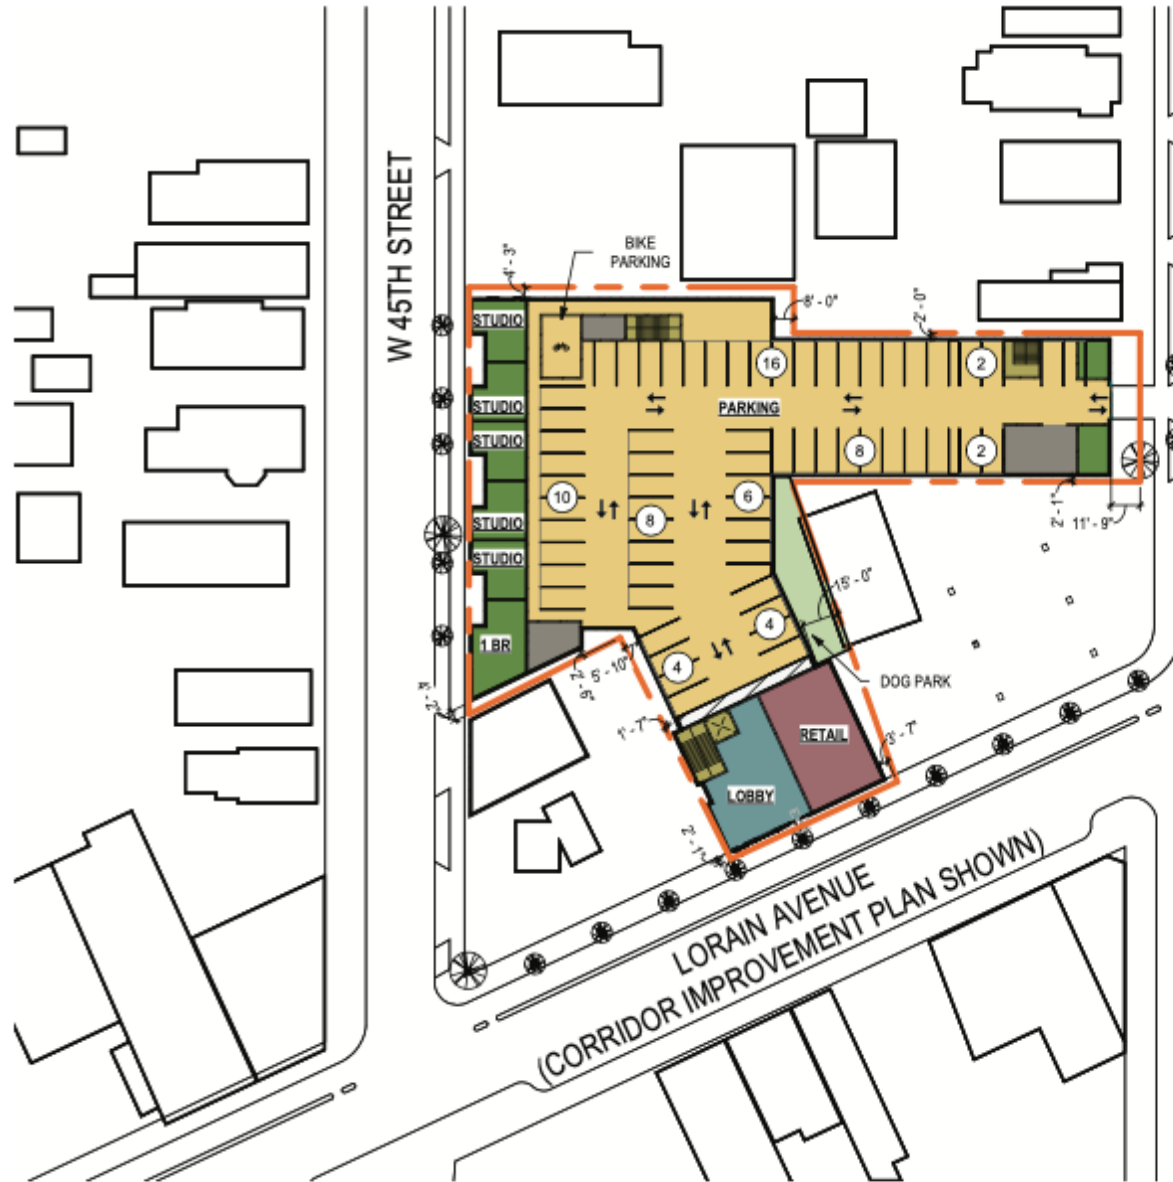 W 45TH STREET
BIKE
PARKING
4' - 3"
8' - 0"
2' - 0"
STUDIO
16
2
STUDIO
PARKING
STUDIO
8
2
10
6
8
STUDIO
2' - 1"
11' - 9"
STUDIO
15' - 0"
4
1 BR
5' - 10"
4
DOG PARK
1' - 7"
RETAIL
3' - 7"
LOBBY
2' - 1"
LORAIN AVENUE
(CORRIDOR IMPROVEMENT PLAN SHOWN)